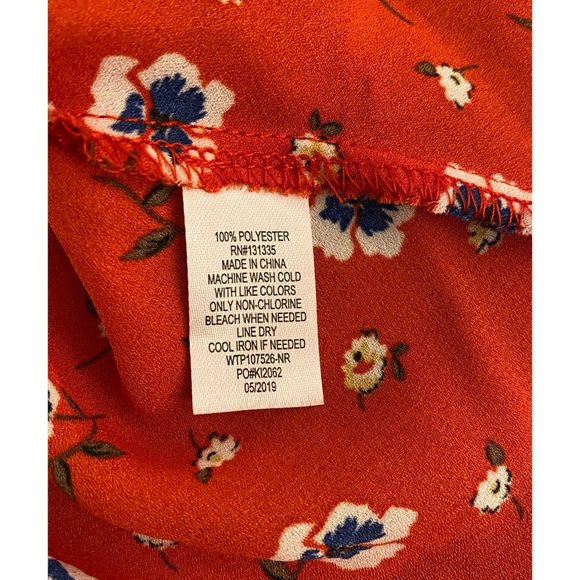 100% POLYESTER
RN#131335
MADE IN CHINA
MACHINE WASH COLD
WITH LIKE COLORS
ONLY NON-CHLORINE
BLEACH WHEN NEEDED
LINE DRY
COOL IRON IF NEEDED
WTP107526-NR
PO#KI2062
05/2019